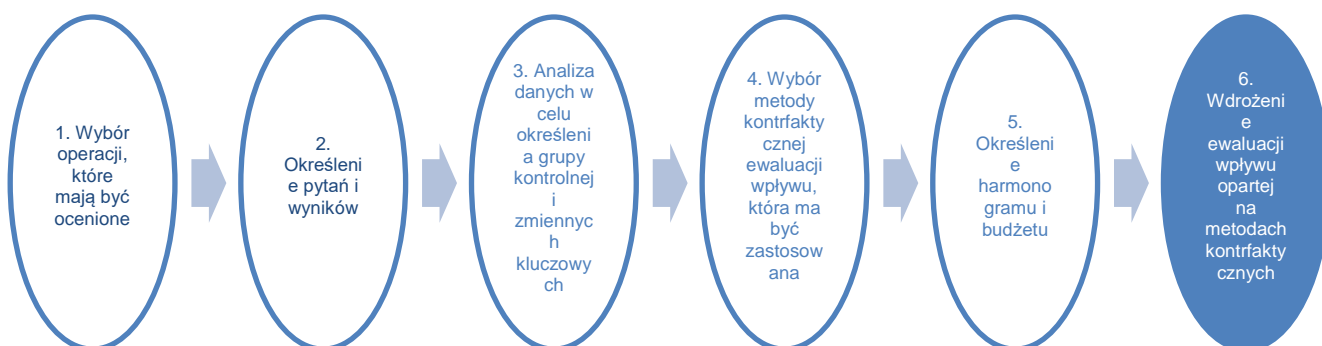 1. Wybór
operacji,
które
mają być
ocenione
2.
Określeni
e pytań i
wyników
3. Analiza
danych w
celu
określeni
a grupy
kontrolnej
i
zmiennyc
h
kluczowy
ch
4. Wybór
metody
kontrfakty
cznej
ewaluacji
wpływu,
która ma
być
zastosow
ana
5.
Określeni
e
harmono
gramu i
budżetu
6.
Wdrożeni
e
ewaluacji
wpływu
opartej
na
metodach
kontrfakty
cznych